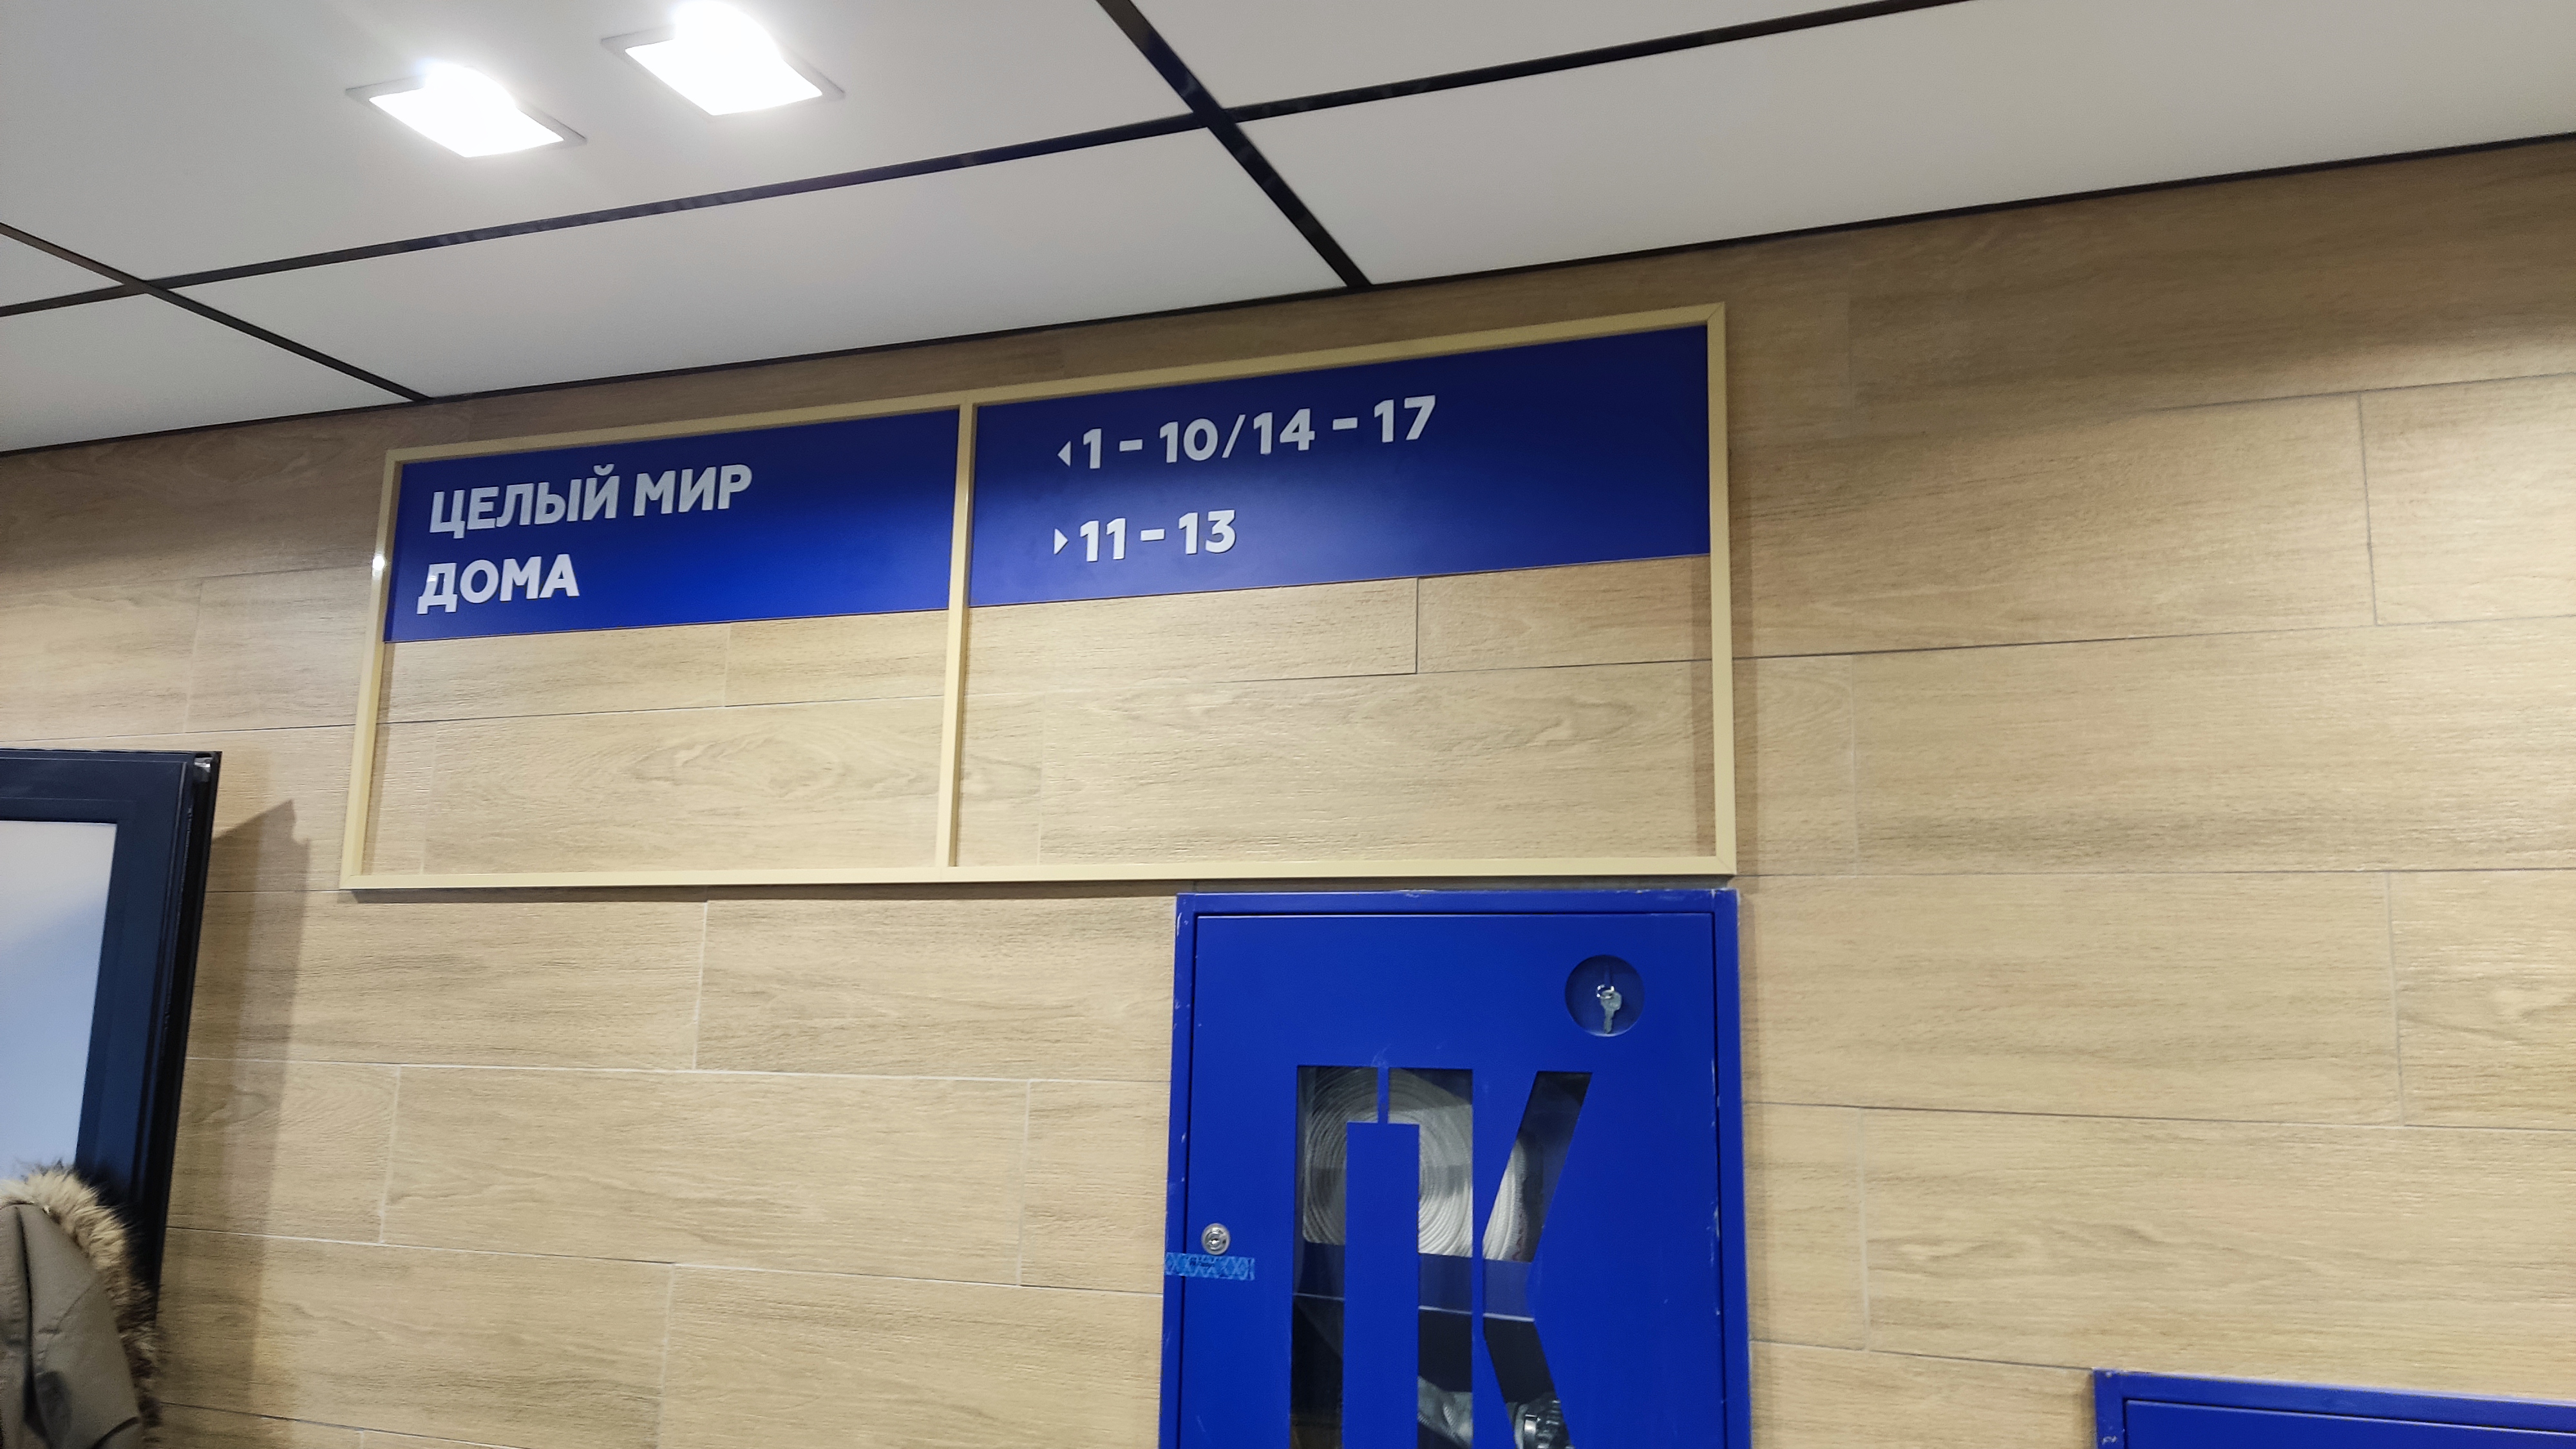 ЦЕЛЫЙ МИР
ДОМА
1 - 10/14 - 17
11 - 13
ПК